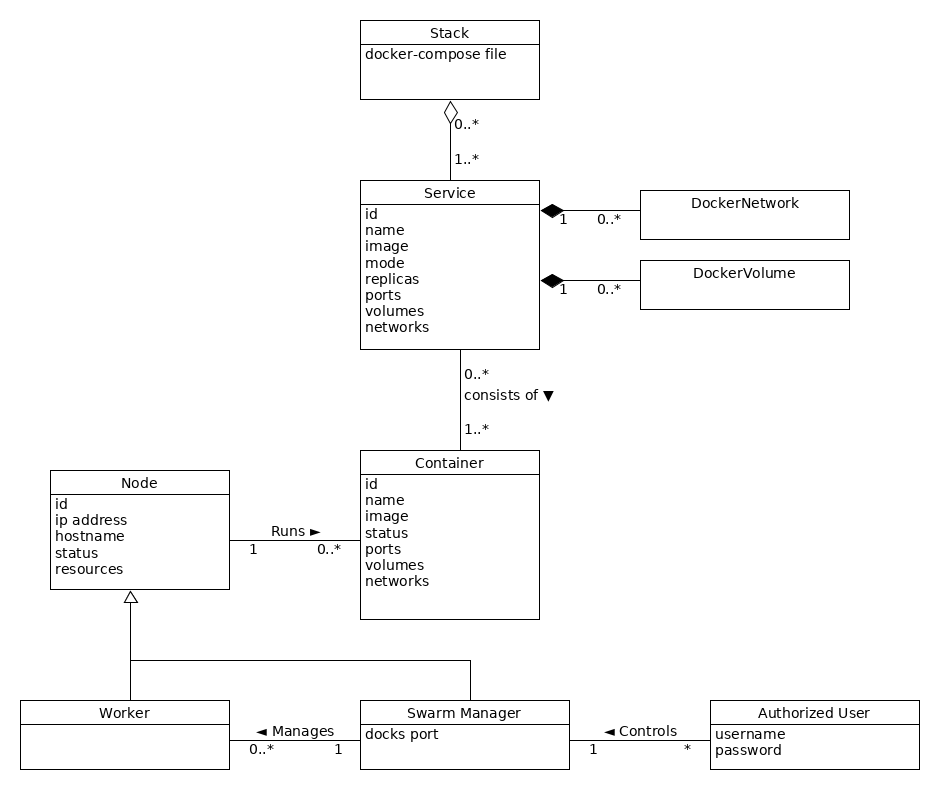 Stack
docker-compose file
0..*
1..*
Service
id
name
image
mode
replicas
ports
volumes
networks
1 0..*
DockerNetwork
1 0..*
DockerVolume
0..*
consists of ▼
1..*
Container
id
name
image
status
ports
volumes
networks
Node
id
ip address
hostname
status
resources
Runs ►
1 0..*
Worker
◄ Manages
0..* 1
Swarm Manager
docks port
◄ Controls
1 *
Authorized User
username
password